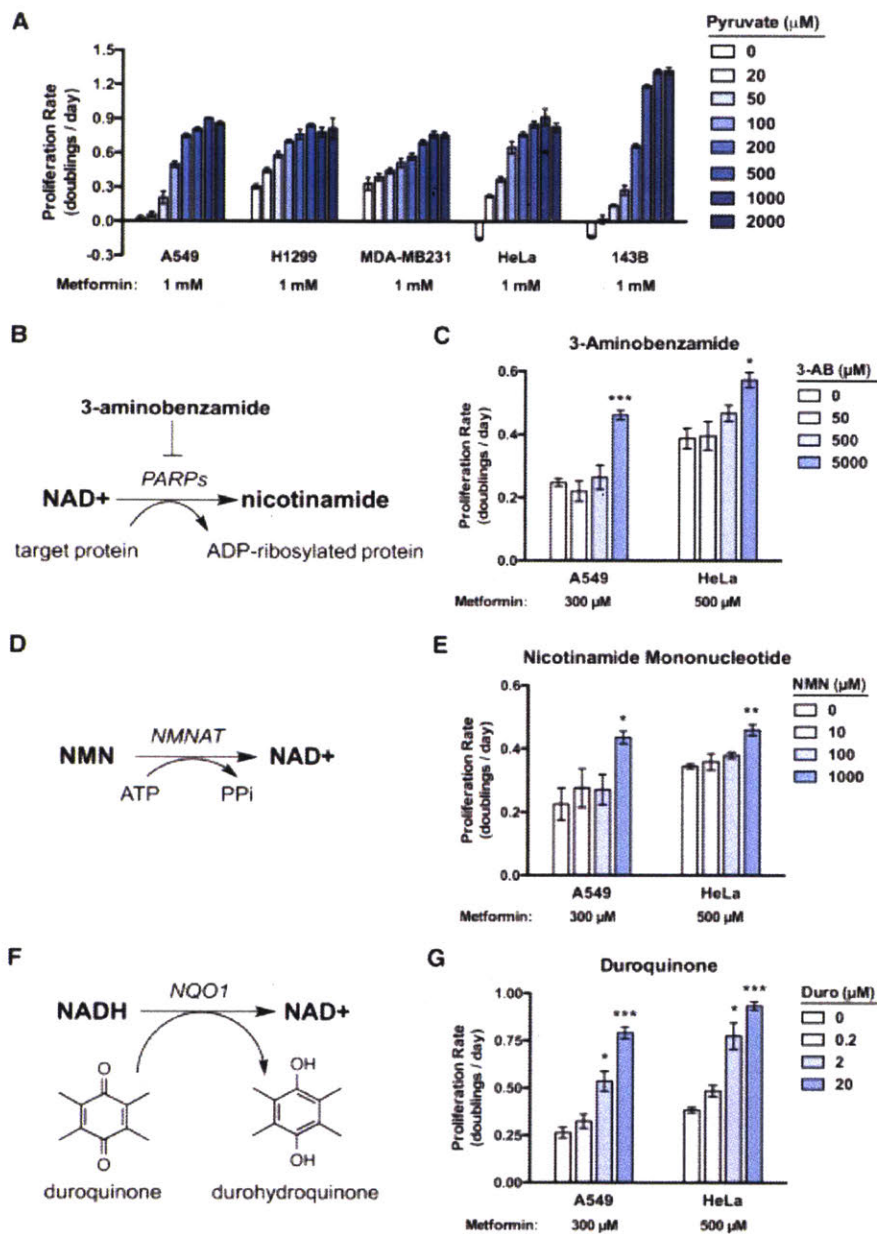 A
Pyruvate (µM)
0
20
50
100
200
500
1000
2000
Proliferation Rate
(doublings / day)
1.5
1.2
0.9
0.6
0.3
0.0
-0.3
A549 H1299 MDA-MB231 HeLa 143B
Metformin: 1 mM 1 mM 1 mM 1 mM 1 mM
B
3-aminobenzamide
PARPs
NAD+ nicotinamide
target protein ADP-ribosylated protein
C
3-Aminobenzamide
3-AB (µM)
0
50
500
5000
Proliferation Rate
(doublings / day)
0.6
0.4
0.2
0.0
***
*
A549 HeLa
Metformin: 300 µM 500 µM
D
NMNAT
NMN NAD+
ATP PPi
E
Nicotinamide Mononucleotide
NMN (µM)
0
10
100
1000
Proliferation Rate
(doublings / day)
0.6
0.4
0.2
0.0
*
**
A549 HeLa
Metformin: 300 µM 500 µM
F
NQO1
NADH NAD+
O
O
OH
OH
duroquinone durohydroquinone
G
Duroquinone
Duro (µM)
0
0.2
2
20
Proliferation Rate
(doublings / day)
1.00
0.75
0.50
0.25
0.00
*
***
*
***
A549 HeLa
Metformin: 300 µM 500 µM